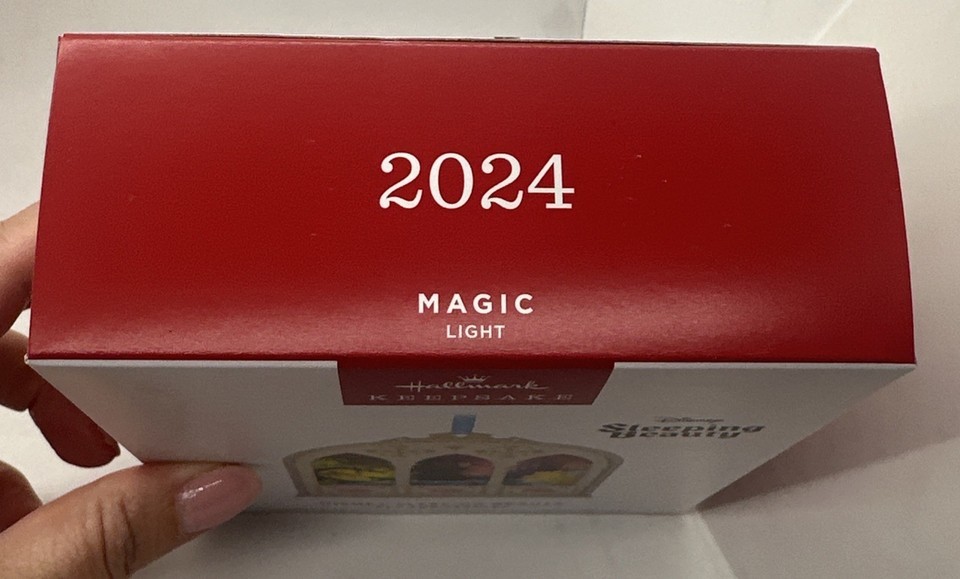 2024
MAGIC
LIGHT
Hallmark
KEEPSAKE
Disney
Sleeping
Beauty